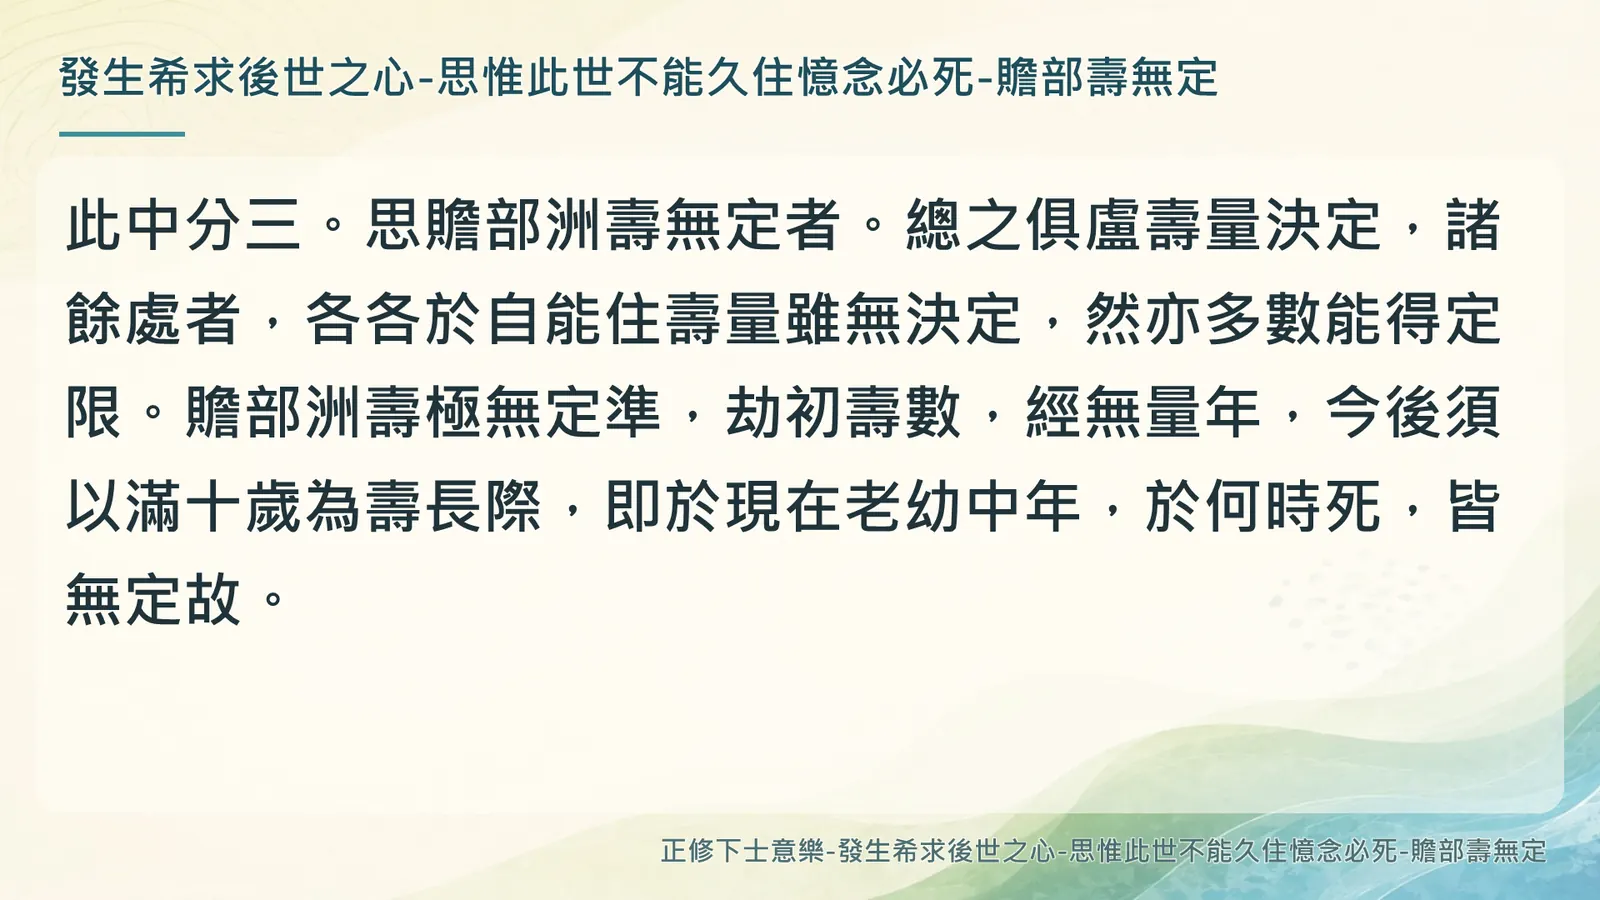 發生希求後世之心-思惟此世不能久住憶念必死-贍部壽無定
此中分三。思贍部洲壽無定者。總之俱盧壽量決定，諸
餘處者，各各於自能住壽量雖無決定，然亦多數能得定
限。贍部洲壽極無定準，劫初壽數，經無量年，今後須
以滿十歲為壽長際，即於現在老幼中年，於何時死，皆
無定故。
正修下士意樂-發生希求後世之心-思惟此世不能久住憶念必死-贍部壽無定